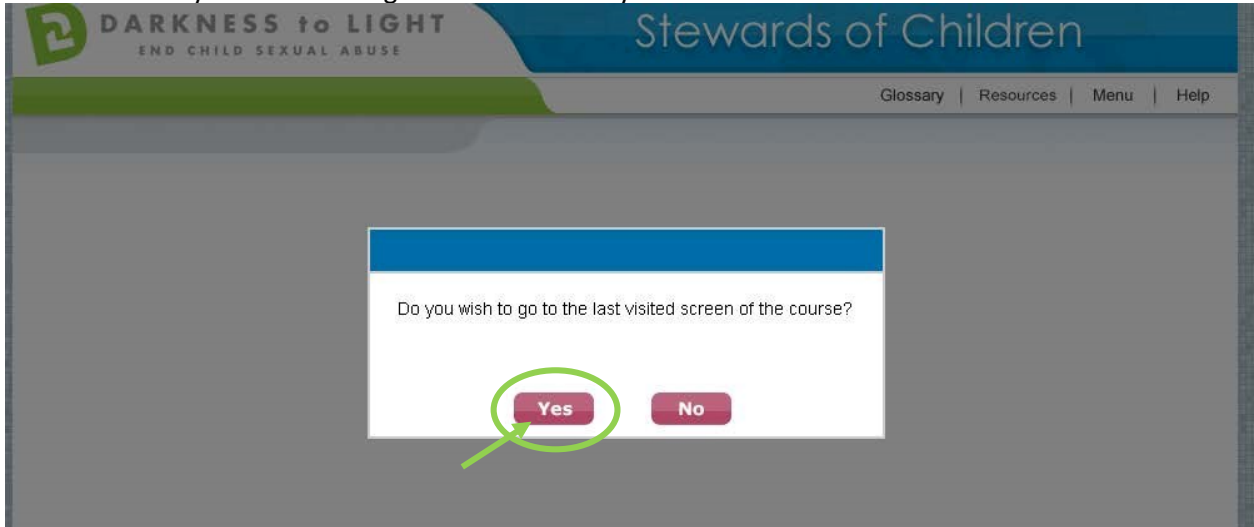 DARKNESS to LIGHT
END CHILD SEXUAL ABUSE
Stewards of Children
Glossary | Resources | Menu | Help
Do you wish to go to the last visited screen of the course?
Yes No